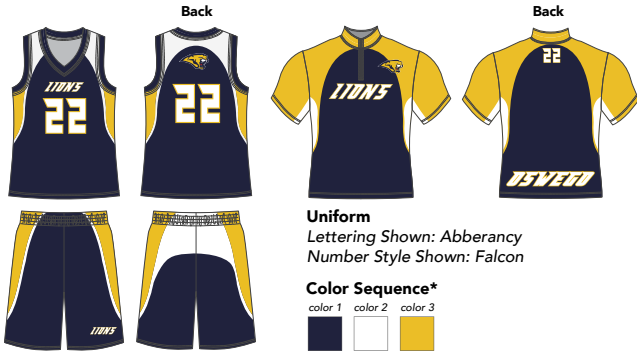 Back
Back
LIONS
22
22
LIONS
22
OSWEGO
LIONS
Uniform
Lettering Shown: Abberancy
Number Style Shown: Falcon
Color Sequence*
color 1 color 2 color 3